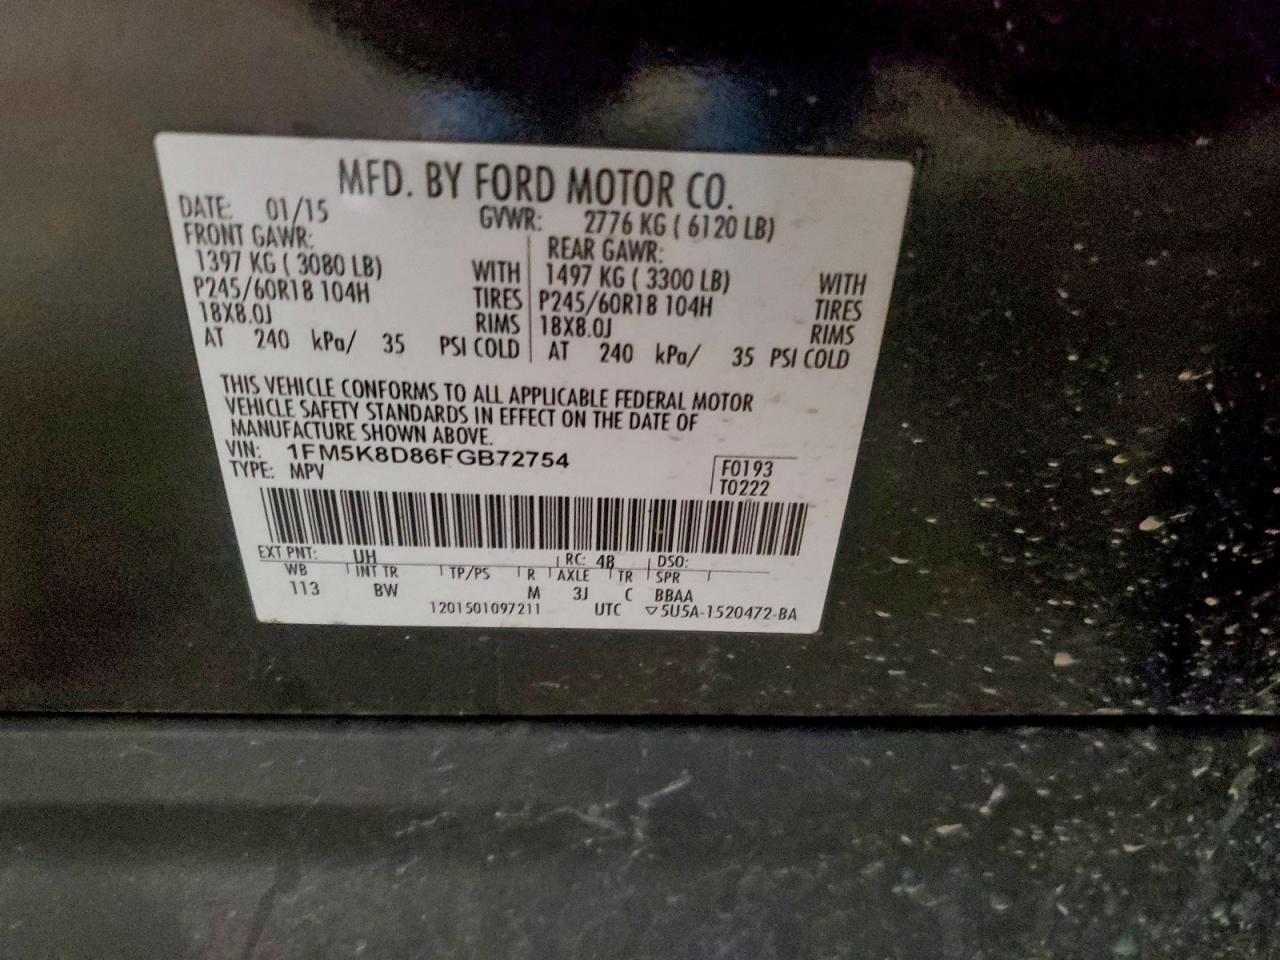 MFD. BY FORD MOTOR CO.
DATE: 01/15 GVWR: 2776 KG ( 6120 LB)
FRONT GAWR: REAR GAWR:
1397 KG ( 3080 LB) WITH 1497 KG ( 3300 LB) WITH
P245/60R18 104H TIRES P245/60R18 104H TIRES
18X8.0J RIMS 18X8.0J RIMS
AT 240 kPa/ 35 PSI COLD AT 240 kPa/ 35 PSI COLD
THIS VEHICLE CONFORMS TO ALL APPLICABLE FEDERAL MOTOR
VEHICLE SAFETY STANDARDS IN EFFECT ON THE DATE OF
MANUFACTURE SHOWN ABOVE.
VIN: 1FM5K8D86FGB72754 F0193
TYPE: MPV T0222
EXT PNT: UH RC: 48 DSO:
WB INT TR TP/PS R AXLE TR SPR
113 BW M 3J C BBAA
1201501097211 UTC ▽5U5A-1520472-BA